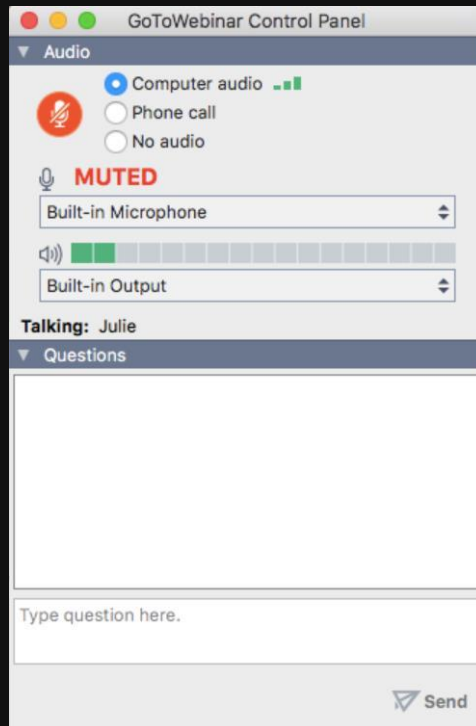 GoToWebinar Control Panel
Audio
Computer audio
Phone call
No audio
MUTED
Built-in Microphone
Built-in Output
Talking: Julie
Questions
Type question here.
Send